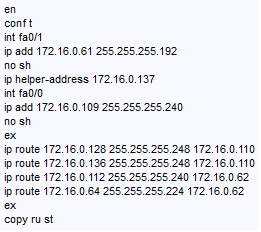 en
conf t
int fa0/1
ip add 172.16.0.61 255.255.255.192
no sh
ip helper-address 172.16.0.137
int fa0/0
ip add 172.16.0.109 255.255.255.240
no sh
ex
ip route 172.16.0.128 255.255.255.248 172.16.0.110
ip route 172.16.0.136 255.255.255.248 172.16.0.110
ip route 172.16.0.112 255.255.255.240 172.16.0.62
ip route 172.16.0.64 255.255.255.224 172.16.0.62
ex
copy ru st